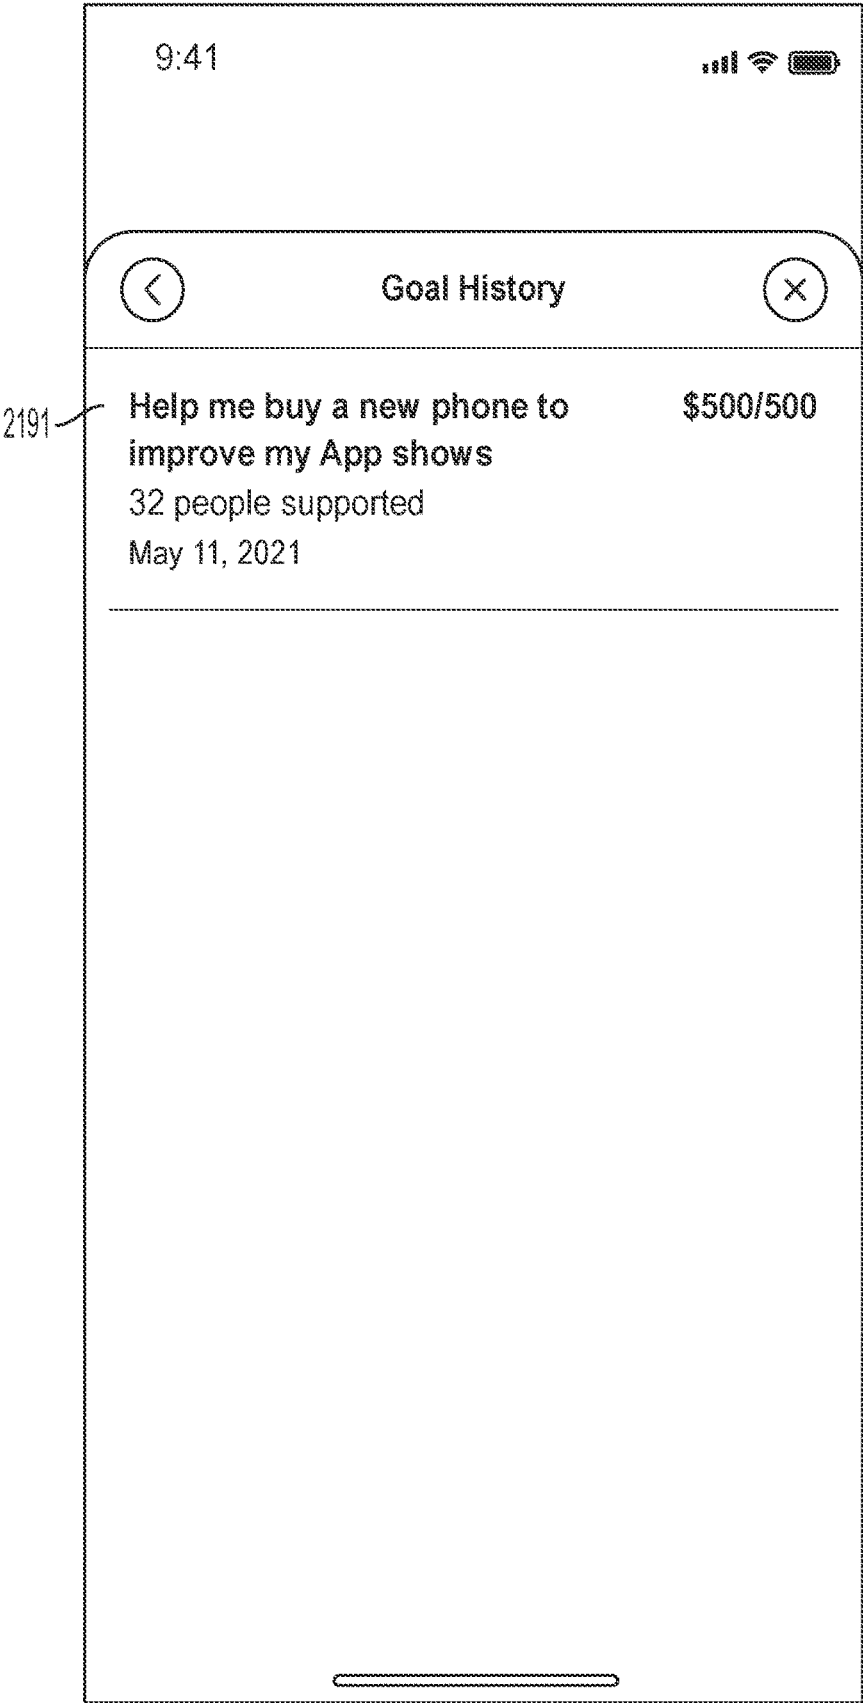 9:41
Goal History
2191
Help me buy a new phone to $500/500
improve my App shows
32 people supported
May 11, 2021